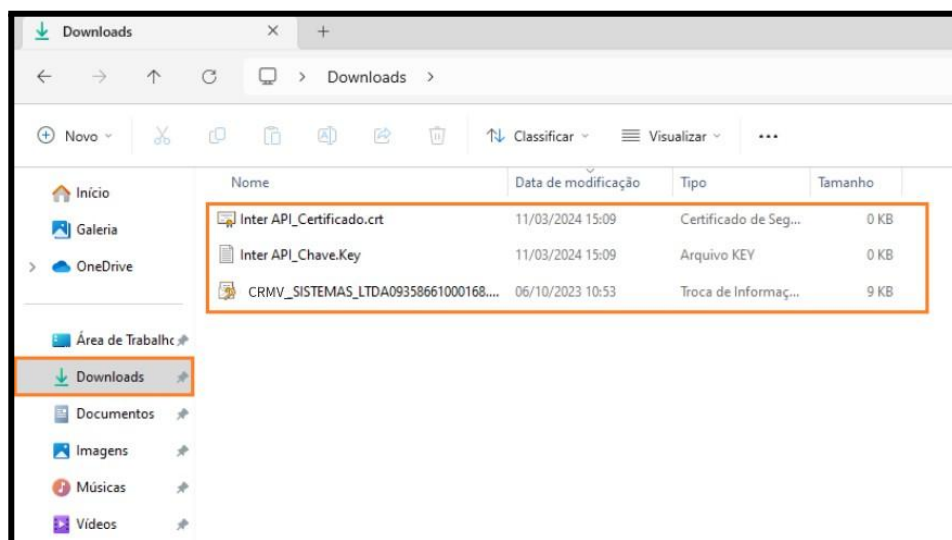 Downloads
Downloads
Novo
Classificar
Visualizar
Início
Galeria
OneDrive
Área de Trabalho
Downloads
Documentos
Imagens
Músicas
Vídeos
Nome Data de modificação Tipo Tamanho
Inter API_Certificado.crt 11/03/2024 15:09 Certificado de Seg... 0 KB
Inter API_Chave.Key 11/03/2024 15:09 Arquivo KEY 0 KB
CRMV_SISTEMAS_LTDA09358661000168.... 06/10/2023 10:53 Troca de Informaç... 9 KB